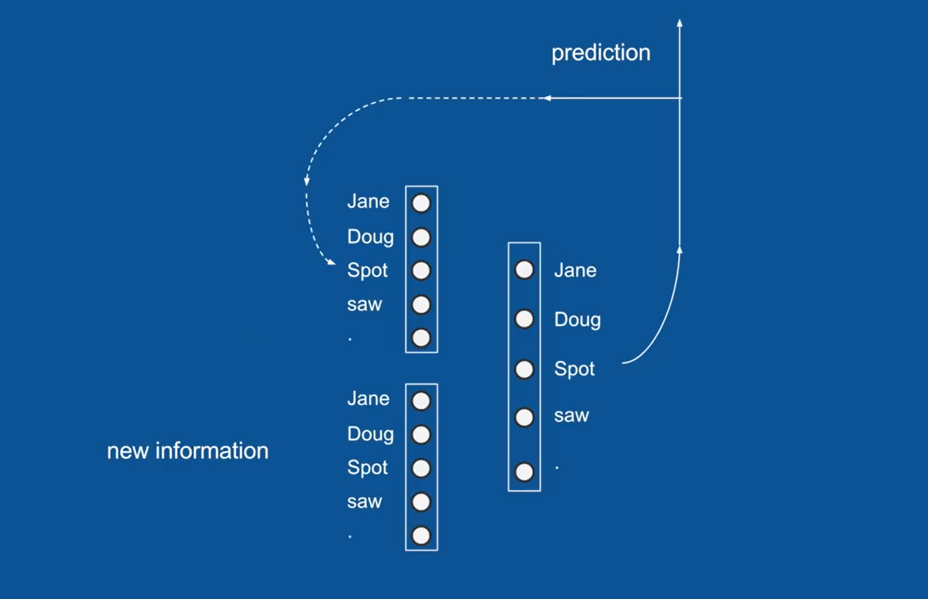 prediction
Jane
Doug
Spot
saw
.
Jane
Doug
Spot
saw
.
new information
Jane
Doug
Spot
saw
.